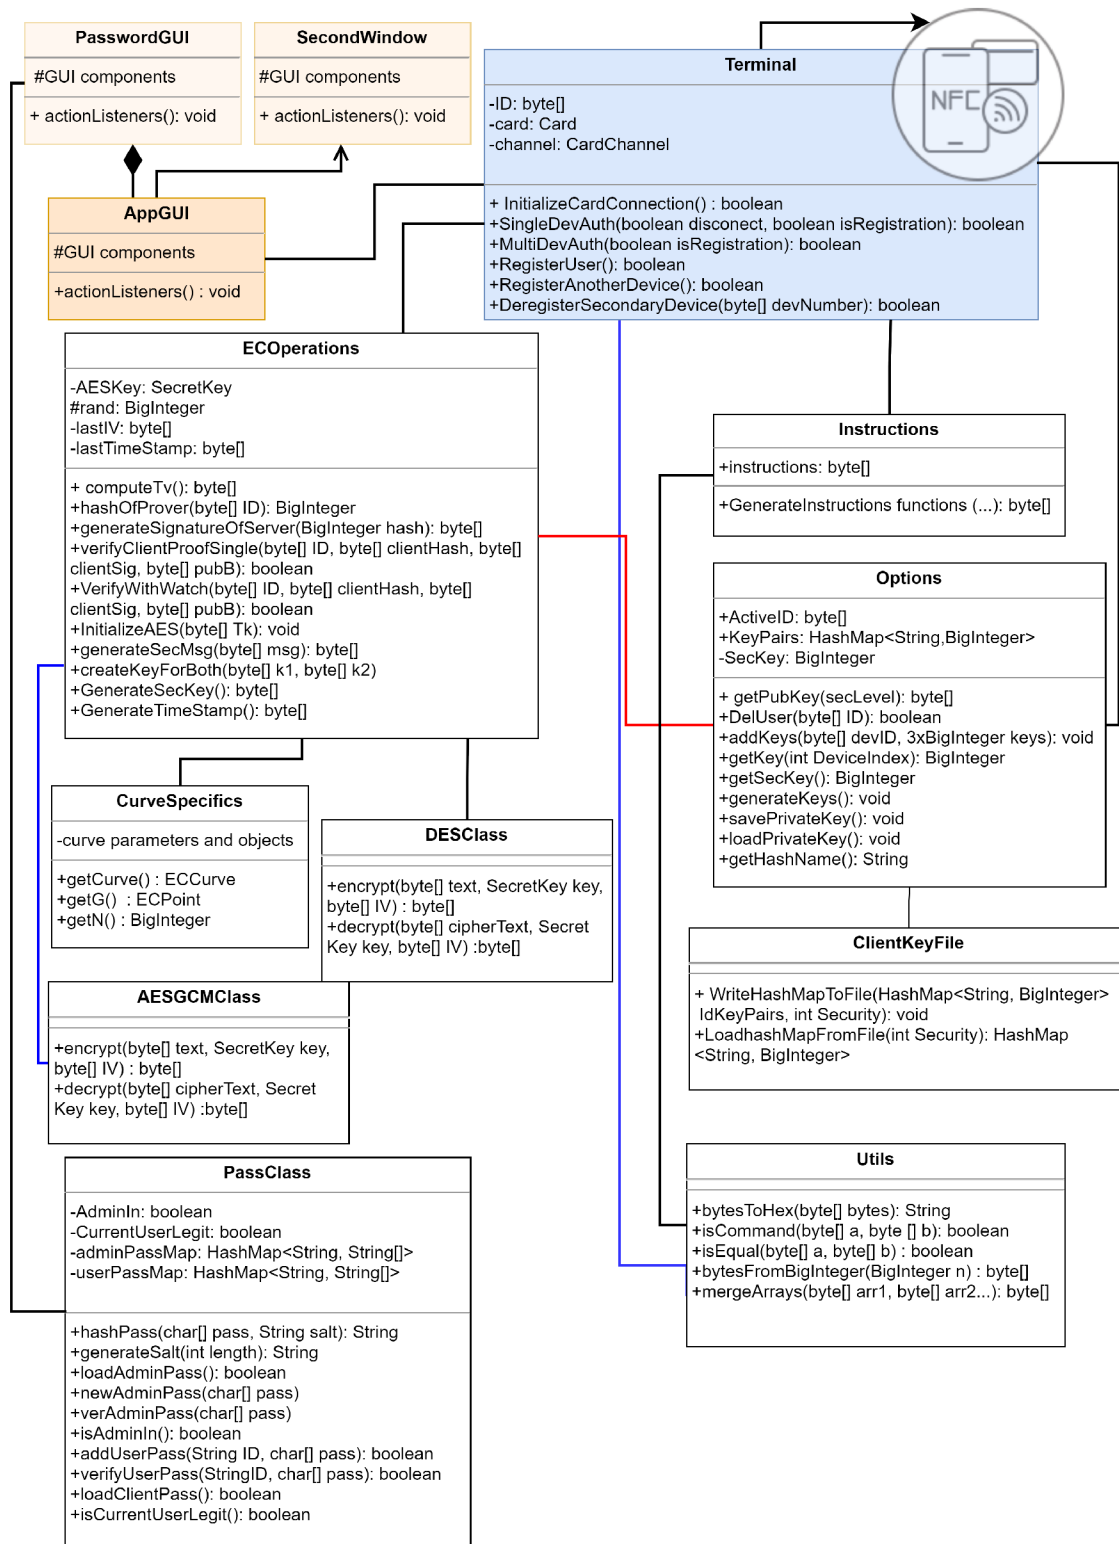 PasswordGUI
#GUI components
+ actionListeners(): void
SecondWindow
#GUI components
+ actionListeners(): void
AppGUI
#GUI components
+actionListeners() : void
Terminal
-ID: byte[]
-card: Card
-channel: CardChannel
+ InitializeCardConnection() : boolean
+SingleDevAuth(boolean disconect, boolean isRegistration): boolean
+MultiDevAuth(boolean isRegistration): boolean
+RegisterUser(): boolean
+RegisterAnotherDevice(): boolean
+DeregisterSecondaryDevice(byte[] devNumber): boolean
NFC
ECOperations
-AESKey: SecretKey
#rand: BigInteger
-lastIV: byte[]
-lastTimeStamp: byte[]
+ computeTv(): byte[]
+hashOfProver(byte[] ID): BigInteger
+generateSignatureOfServer(BigInteger hash): byte[]
+verifyClientProofSingle(byte[] ID, byte[] clientHash, byte[]
clientSig, byte[] pubB): boolean
+VerifyWithWatch(byte[] ID, byte[] clientHash, byte[]
clientSig, byte[] pubB): boolean
+InitializeAES(byte[] Tk): void
+generateSecMsg(byte[] msg): byte[]
+createKeyForBoth(byte[] k1, byte[] k2)
+GenerateSecKey(): byte[]
+GenerateTimeStamp(): byte[]
Instructions
+instructions: byte[]
+GenerateInstructions functions (...): byte[]
Options
+ActiveID: byte[]
+KeyPairs: HashMap<String,BigInteger>
-SecKey: BigInteger
+ getPubKey(secLevel): byte[]
+DelUser(byte[] ID): boolean
+addKeys(byte[] devID, 3xBigInteger keys): void
+getKey(int DeviceIndex): BigInteger
+getSecKey(): BigInteger
+generateKeys(): void
+savePrivateKey(): void
+loadPrivateKey(): void
+getHashName(): String
CurveSpecifics
-curve parameters and objects
+getCurve() : ECCurve
+getG()  : ECPoint
+getN() : BigInteger
DESClass
+encrypt(byte[] text, SecretKey key,
byte[] IV) : byte[]
+decrypt(byte[] cipherText, Secret
Key key, byte[] IV) :byte[]
ClientKeyFile
+ WriteHashMapToFile(HashMap<String, BigInteger>
IdKeyPairs, int Security): void
+LoadhashMapFromFile(int Security): HashMap
<String, BigInteger>
AESGCMClass
+encrypt(byte[] text, SecretKey key,
byte[] IV) : byte[]
+decrypt(byte[] cipherText, Secret
Key key, byte[] IV) :byte[]
PassClass
-AdminIn: boolean
-CurrentUserLegit: boolean
-adminPassMap: HashMap<String, String[]>
-userPassMap: HashMap<String, String[]>
+hashPass(char[] pass, String salt): String
+generateSalt(int length): String
+loadAdminPass(): boolean
+newAdminPass(char[] pass)
+verAdminPass(char[] pass)
+isAdminIn(): boolean
+addUserPass(String ID, char[] pass): boolean
+verifyUserPass(StringID, char[] pass): boolean
+loadClientPass(): boolean
+isCurrentUserLegit(): boolean
Utils
+bytesToHex(byte[] bytes): String
+isCommand(byte[] a, byte [] b): boolean
+isEqual(byte[] a, byte[] b) : boolean
+bytesFromBigInteger(BigInteger n) : byte[]
+mergeArrays(byte[] arr1, byte[] arr2...): byte[]